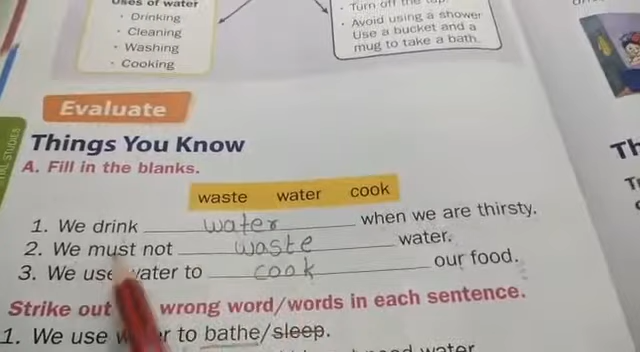 Uses of water
• Drinking
• Cleaning
• Washing
• Cooking
• Turn off the
• Avoid using a shower
Use a bucket and a
mug to take a bath.
Evaluate
Things You Know
A. Fill in the blanks.
waste water cook
1. We drink water when we are thirsty.
2. We must not waste water.
3. We use water to cook our food.
Strike out wrong word/words in each sentence.
1. We use water to bathe/sleep.
water